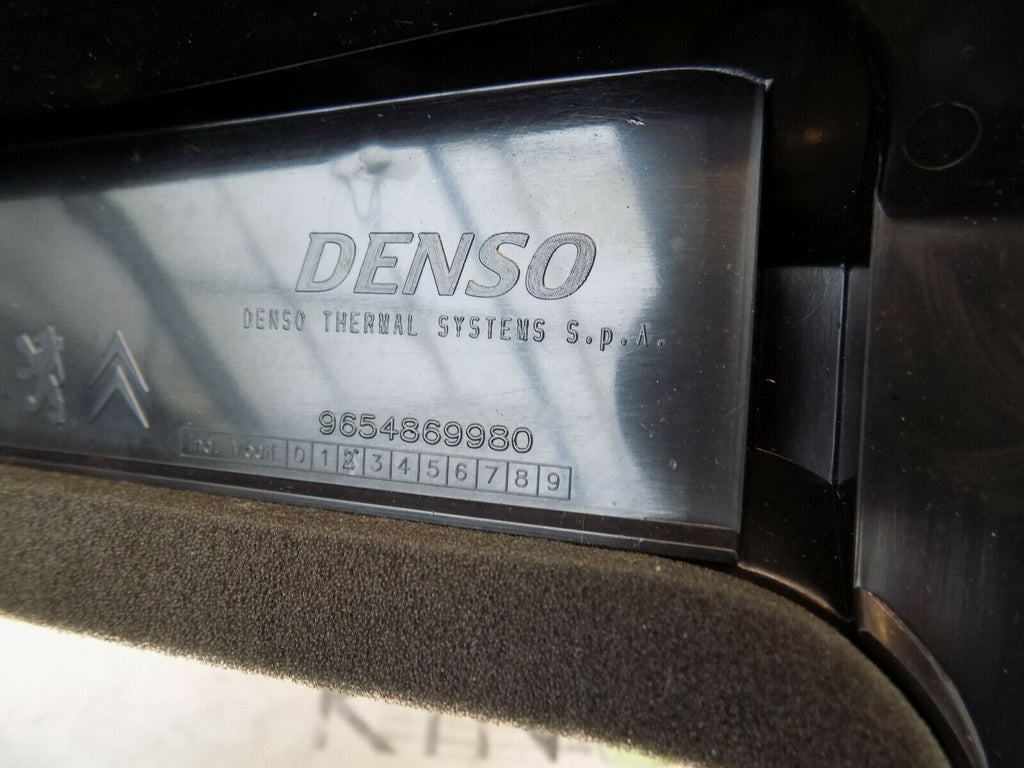 DENSO
DENSO THERMAL SYSTEMS S.p.A.
9654869980
0 1 2 3 4 5 6 7 8 9